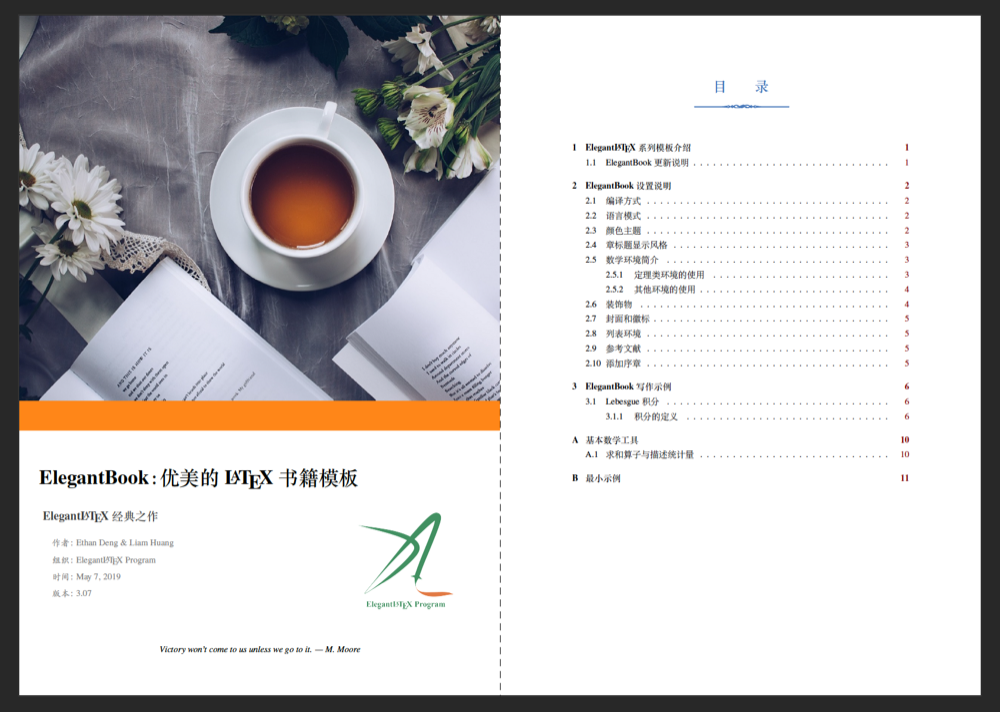 ElegantBook：优美的 LATEX 书籍模板
ElegantLATEX 经典之作
作者：Ethan Deng & Liam Huang
组织：ElegantLATEX Program
时间：May 7, 2019
版本：3.07
ElegantLATEX Program
Victory won't come to us unless we go to it. — M. Moore
目 录
1 ElegantLATEX 系列模板介绍 1
1.1 ElegantBook 更新说明 . . . . . . . . . . . . . . . . . . . . . . . . . . . . 1
2 ElegantBook 设置说明 2
2.1 编译方式 . . . . . . . . . . . . . . . . . . . . . . . . . . . . . . . . . . 2
2.2 语言模式 . . . . . . . . . . . . . . . . . . . . . . . . . . . . . . . . . . 2
2.3 颜色主题 . . . . . . . . . . . . . . . . . . . . . . . . . . . . . . . . . . 2
2.4 章标题显示风格 . . . . . . . . . . . . . . . . . . . . . . . . . . . . . . 3
2.5 数学环境简介 . . . . . . . . . . . . . . . . . . . . . . . . . . . . . . . 3
2.5.1 定理类环境的使用 . . . . . . . . . . . . . . . . . . . . . . . . . 3
2.5.2 其他环境的使用 . . . . . . . . . . . . . . . . . . . . . . . . . . 4
2.6 装饰物 . . . . . . . . . . . . . . . . . . . . . . . . . . . . . . . . . . . 4
2.7 封面和徽标 . . . . . . . . . . . . . . . . . . . . . . . . . . . . . . . . . 5
2.8 列表环境 . . . . . . . . . . . . . . . . . . . . . . . . . . . . . . . . . . 5
2.9 参考文献 . . . . . . . . . . . . . . . . . . . . . . . . . . . . . . . . . . 5
2.10 添加序章 . . . . . . . . . . . . . . . . . . . . . . . . . . . . . . . . . . 5
3 ElegantBook 写作示例 6
3.1 Lebesgue 积分 . . . . . . . . . . . . . . . . . . . . . . . . . . . . . . . 6
3.1.1 积分的定义 . . . . . . . . . . . . . . . . . . . . . . . . . . . . 6
A 基本数学工具 10
A.1 求和算子与描述统计量 . . . . . . . . . . . . . . . . . . . . . . . . . . . 10
B 最小示例 11